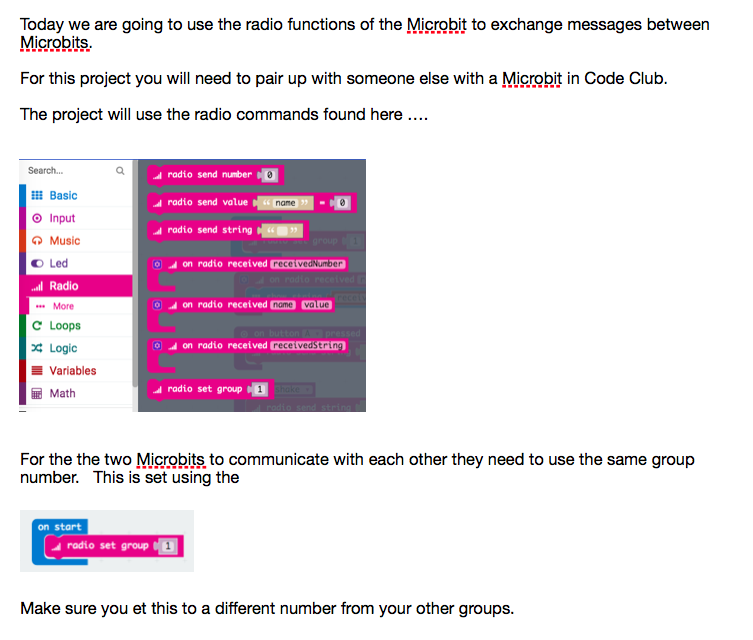 Today we are going to use the radio functions of the Microbit to exchange messages between
Microbits.
For this project you will need to pair up with someone else with a Microbit in Code Club.
The project will use the radio commands found here ....
Search...
Basic
Input
Music
Led
Radio
More
Loops
Logic
Variables
Math
radio send number 0
radio send value “ name ” = 0
radio send string “ ”
on radio received receivedNumber
on radio received name value
on radio received receivedString
radio set group 1
For the the two Microbits to communicate with each other they need to use the same group
number. This is set using the
on start
radio set group 1
Make sure you et this to a different number from your other groups.